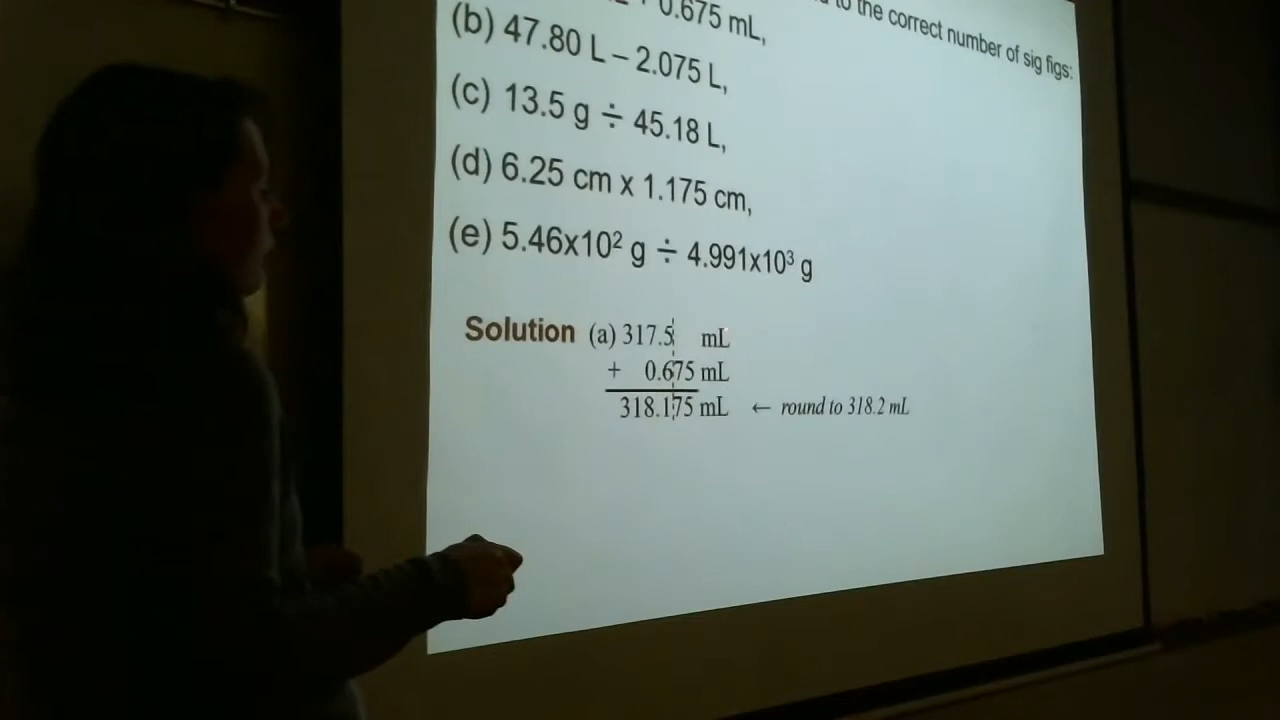 to the correct number of sig figs:
0.675 mL,
(b) 47.80 L – 2.075 L,
(c) 13.5 g ÷ 45.18 L,
(d) 6.25 cm x 1.175 cm,
(e) 5.46x10² g ÷ 4.991x10³ g
Solution (a) 317.5 mL
+ 0.675 mL
318.175 mL ← round to 318.2 mL